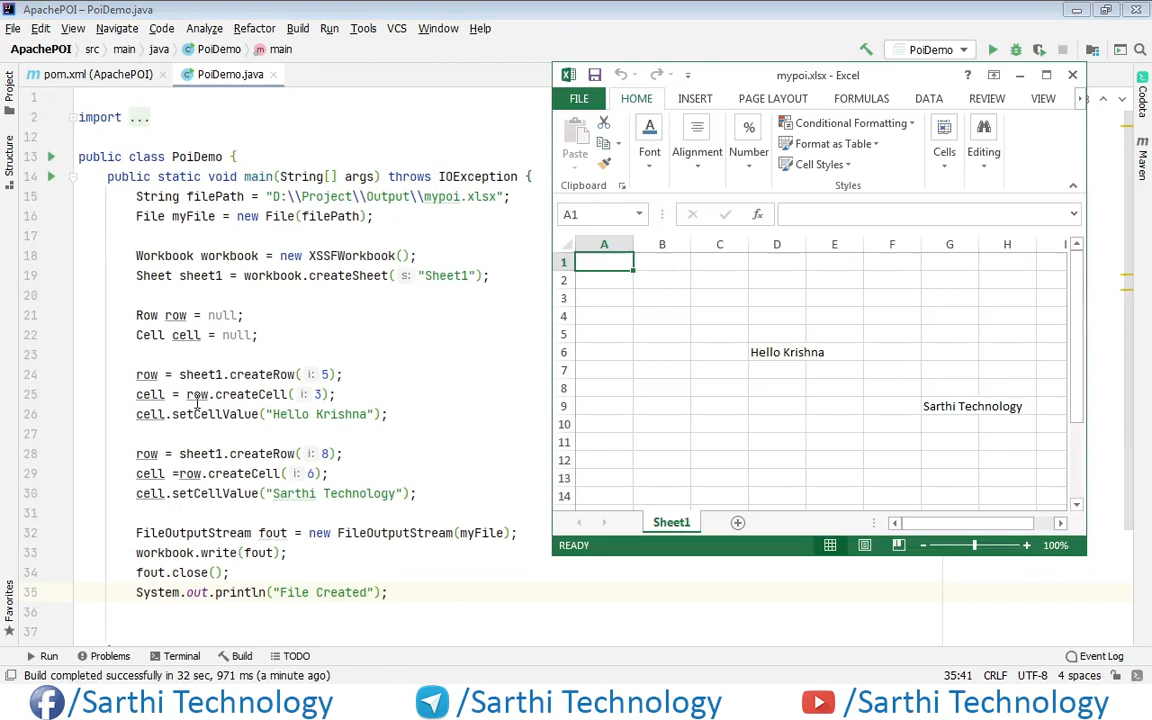 ApachePOI – PoiDemo.java
File Edit View Navigate Code Analyze Refactor Build Run Tools VCS Window Help
ApachePOI src main java PoiDemo main PoiDemo
pom.xml (ApachePOI) PoiDemo.java
Project
Structure
Favorites
Codota
Maven
1
2 import ...
12
13 public class PoiDemo {
14 public static void main(String[] args) throws IOException {
15 String filePath = "D:\\Project\\Output\\mypoi.xlsx";
16 File myFile = new File(filePath);
17
18 Workbook workbook = new XSSFWorkbook();
19 Sheet sheet1 = workbook.createSheet( s: "Sheet1");
20
21 Row row = null;
22 Cell cell = null;
23
24 row = sheet1.createRow( i: 5);
25 cell = row.createCell( i: 3);
26 cell.setCellValue("Hello Krishna");
27
28 row = sheet1.createRow( i: 8);
29 cell =row.createCell( i: 6);
30 cell.setCellValue("Sarthi Technology");
31
32 FileOutputStream fout = new FileOutputStream(myFile);
33 workbook.write(fout);
34 fout.close();
35 System.out.println("File Created");
36
37
mypoi.xlsx - Excel
FILE HOME INSERT PAGE LAYOUT FORMULAS DATA REVIEW VIEW
Paste Font Alignment Number Conditional Formatting Cells Editing
Format as Table
Cell Styles
Clipboard Styles
A1 fx
A B C D E F G H I
1
2
3
4
5
6 Hello Krishna
7
8
9 Sarthi Technology
10
11
12
13
14
Sheet1
READY 100%
Run Problems Terminal Build TODO Event Log
Build completed successfully in 32 sec, 971 ms (a minute ago) 35:41 CRLF UTF-8 4 spaces
/Sarthi Technology /Sarthi Technology /Sarthi Technology